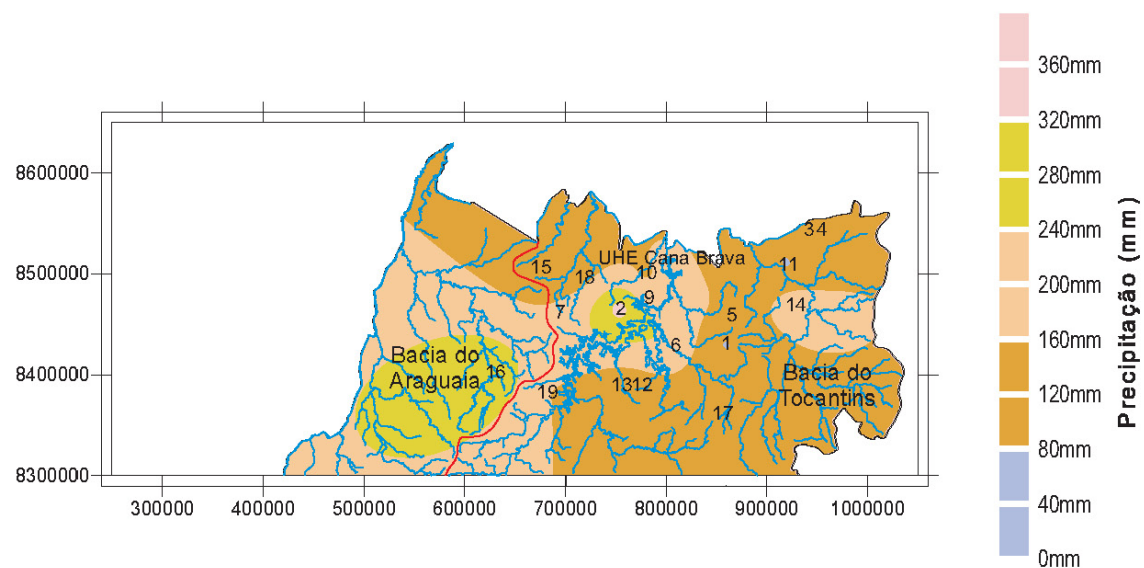 360mm
320mm
280mm
240mm
200mm
160mm
120mm
80mm
40mm
0mm
Precipitação (mm)
8600000
8500000
8400000
8300000
300000
400000
500000
600000
700000
800000
900000
1000000
34
UHE Cana Brava
15
18
10
11
7
2
9
14
5
6
1
Bacia do
Araguaia
16
19
1312
Bacia do
Tocantins
17